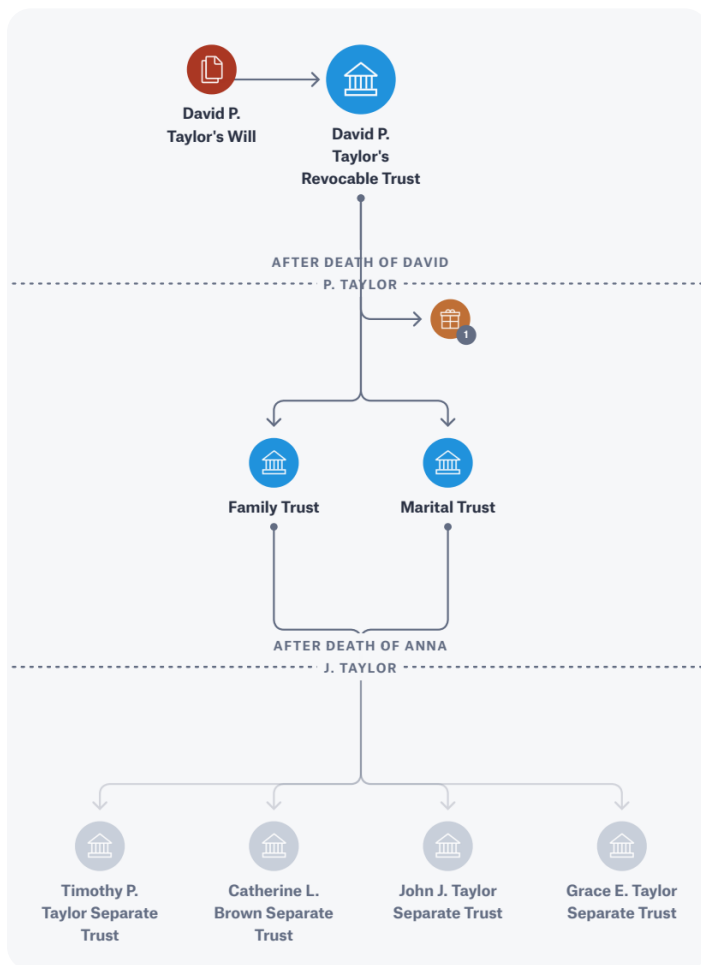 David P.
Taylor's Will
David P.
Taylor's
Revocable Trust
AFTER DEATH OF DAVID
P. TAYLOR
1
Family Trust
Marital Trust
AFTER DEATH OF ANNA
J. TAYLOR
Timothy P.
Taylor Separate
Trust
Catherine L.
Brown Separate
Trust
John J. Taylor
Separate Trust
Grace E. Taylor
Separate Trust